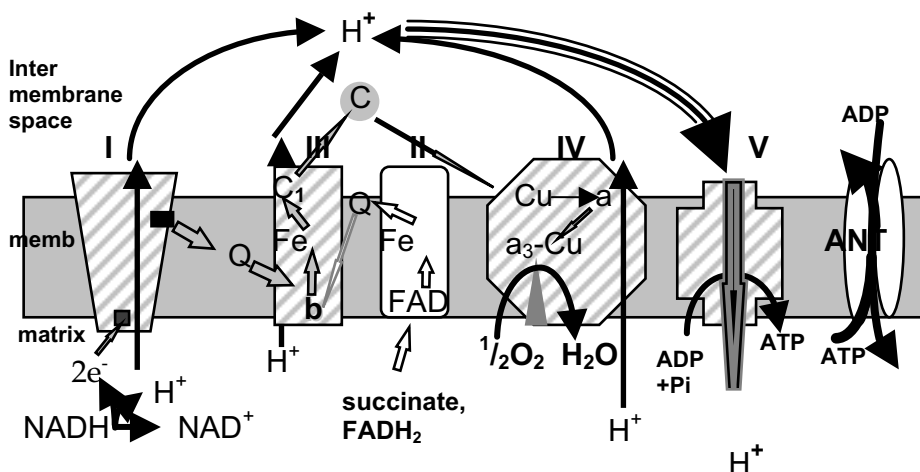 H⁺
Inter
membrane
space
C
ADP
I
III
II
IV
V
C₁
Q
Cu
a
memb
Q
Fe
Fe
a₃-Cu
ANT
b
FAD
matrix
2e⁻
H⁺
¹/₂O₂
H₂O
ADP
+Pi
ATP
ATP
NADH
H⁺
NAD⁺
succinate,
FADH₂
H⁺
H⁺